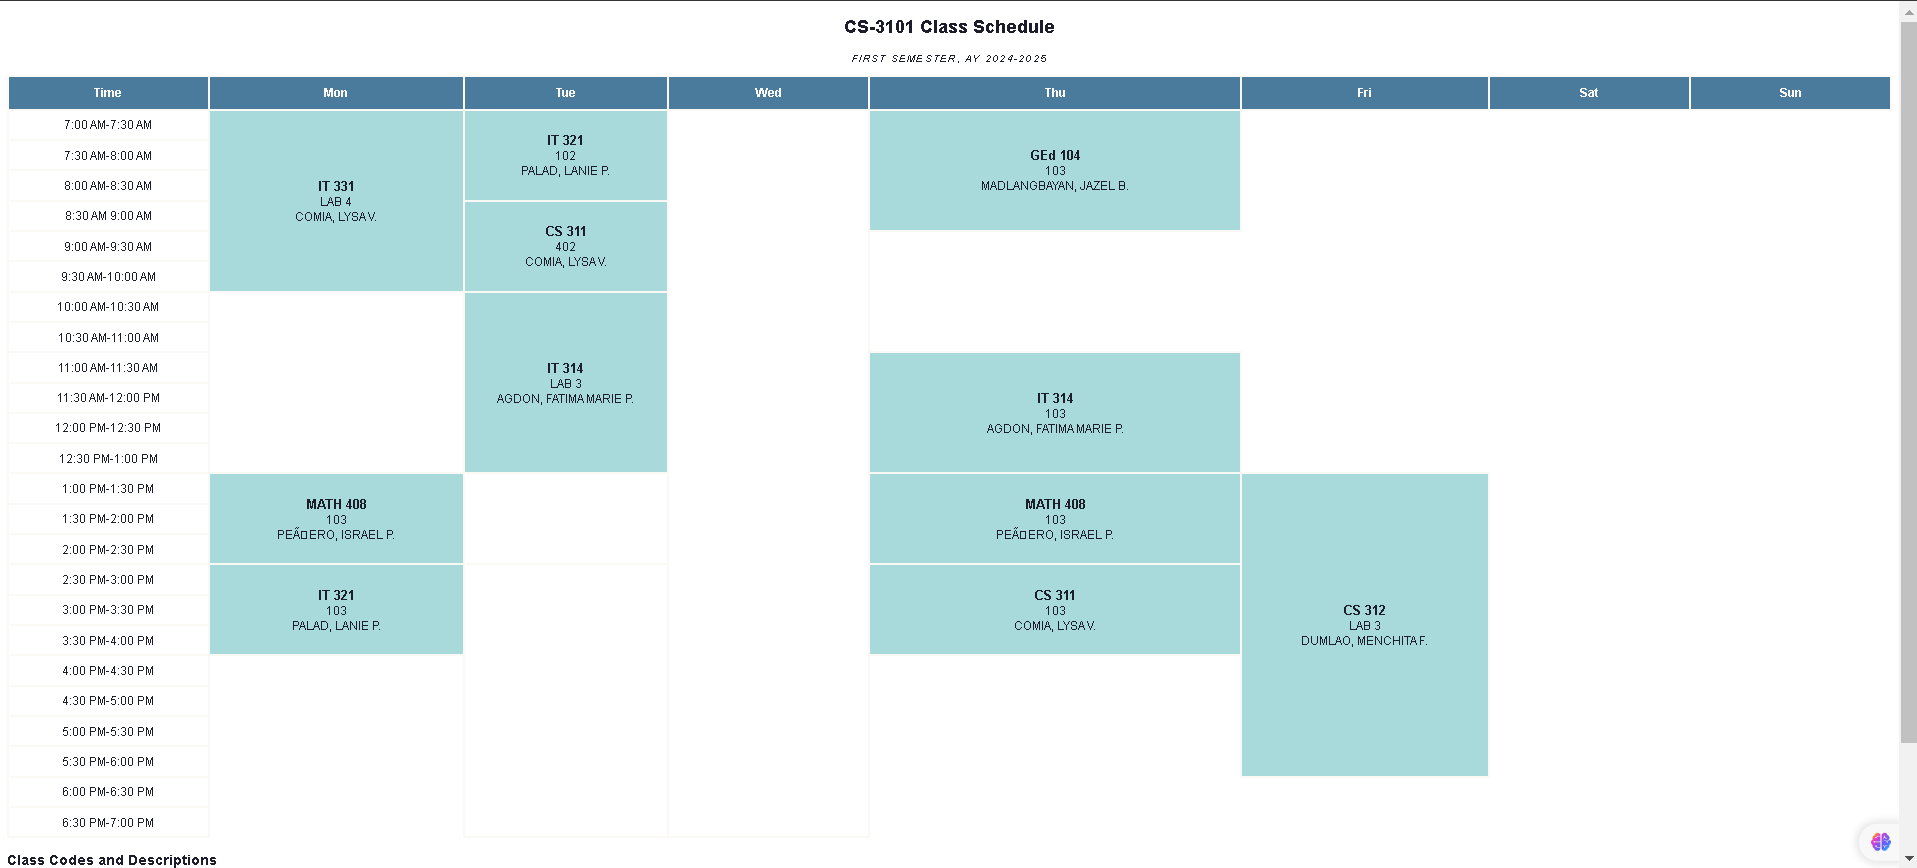 CS-3101 Class Schedule
FIRST SEMESTER, AY 2024-2025
Time Mon Tue Wed Thu Fri Sat Sun
7:00 AM-7:30 AM
7:30 AM-8:00 AM
8:00 AM-8:30 AM
8:30 AM 9:00 AM
9:00 AM-9:30 AM
9:30 AM-10:00 AM
10:00 AM-10:30 AM
10:30 AM-11:00 AM
11:00 AM-11:30 AM
11:30 AM-12:00 PM
12:00 PM-12:30 PM
12:30 PM-1:00 PM
1:00 PM-1:30 PM
1:30 PM-2:00 PM
2:00 PM-2:30 PM
2:30 PM-3:00 PM
3:00 PM-3:30 PM
3:30 PM-4:00 PM
4:00 PM-4:30 PM
4:30 PM-5:00 PM
5:00 PM-5:30 PM
5:30 PM-6:00 PM
6:00 PM-6:30 PM
6:30 PM-7:00 PM
IT 331
LAB 4
COMIA, LYSA V.
MATH 408
103
PEÃ□ERO, ISRAEL P.
IT 321
103
PALAD, LANIE P.
IT 321
102
PALAD, LANIE P.
CS 311
402
COMIA, LYSA V.
IT 314
LAB 3
AGDON, FATIMA MARIE P.
GEd 104
103
MADLANGBAYAN, JAZEL B.
IT 314
103
AGDON, FATIMA MARIE P.
MATH 408
103
PEÃ□ERO, ISRAEL P.
CS 311
103
COMIA, LYSA V.
CS 312
LAB 3
DUMLAO, MENCHITA F.
Class Codes and Descriptions